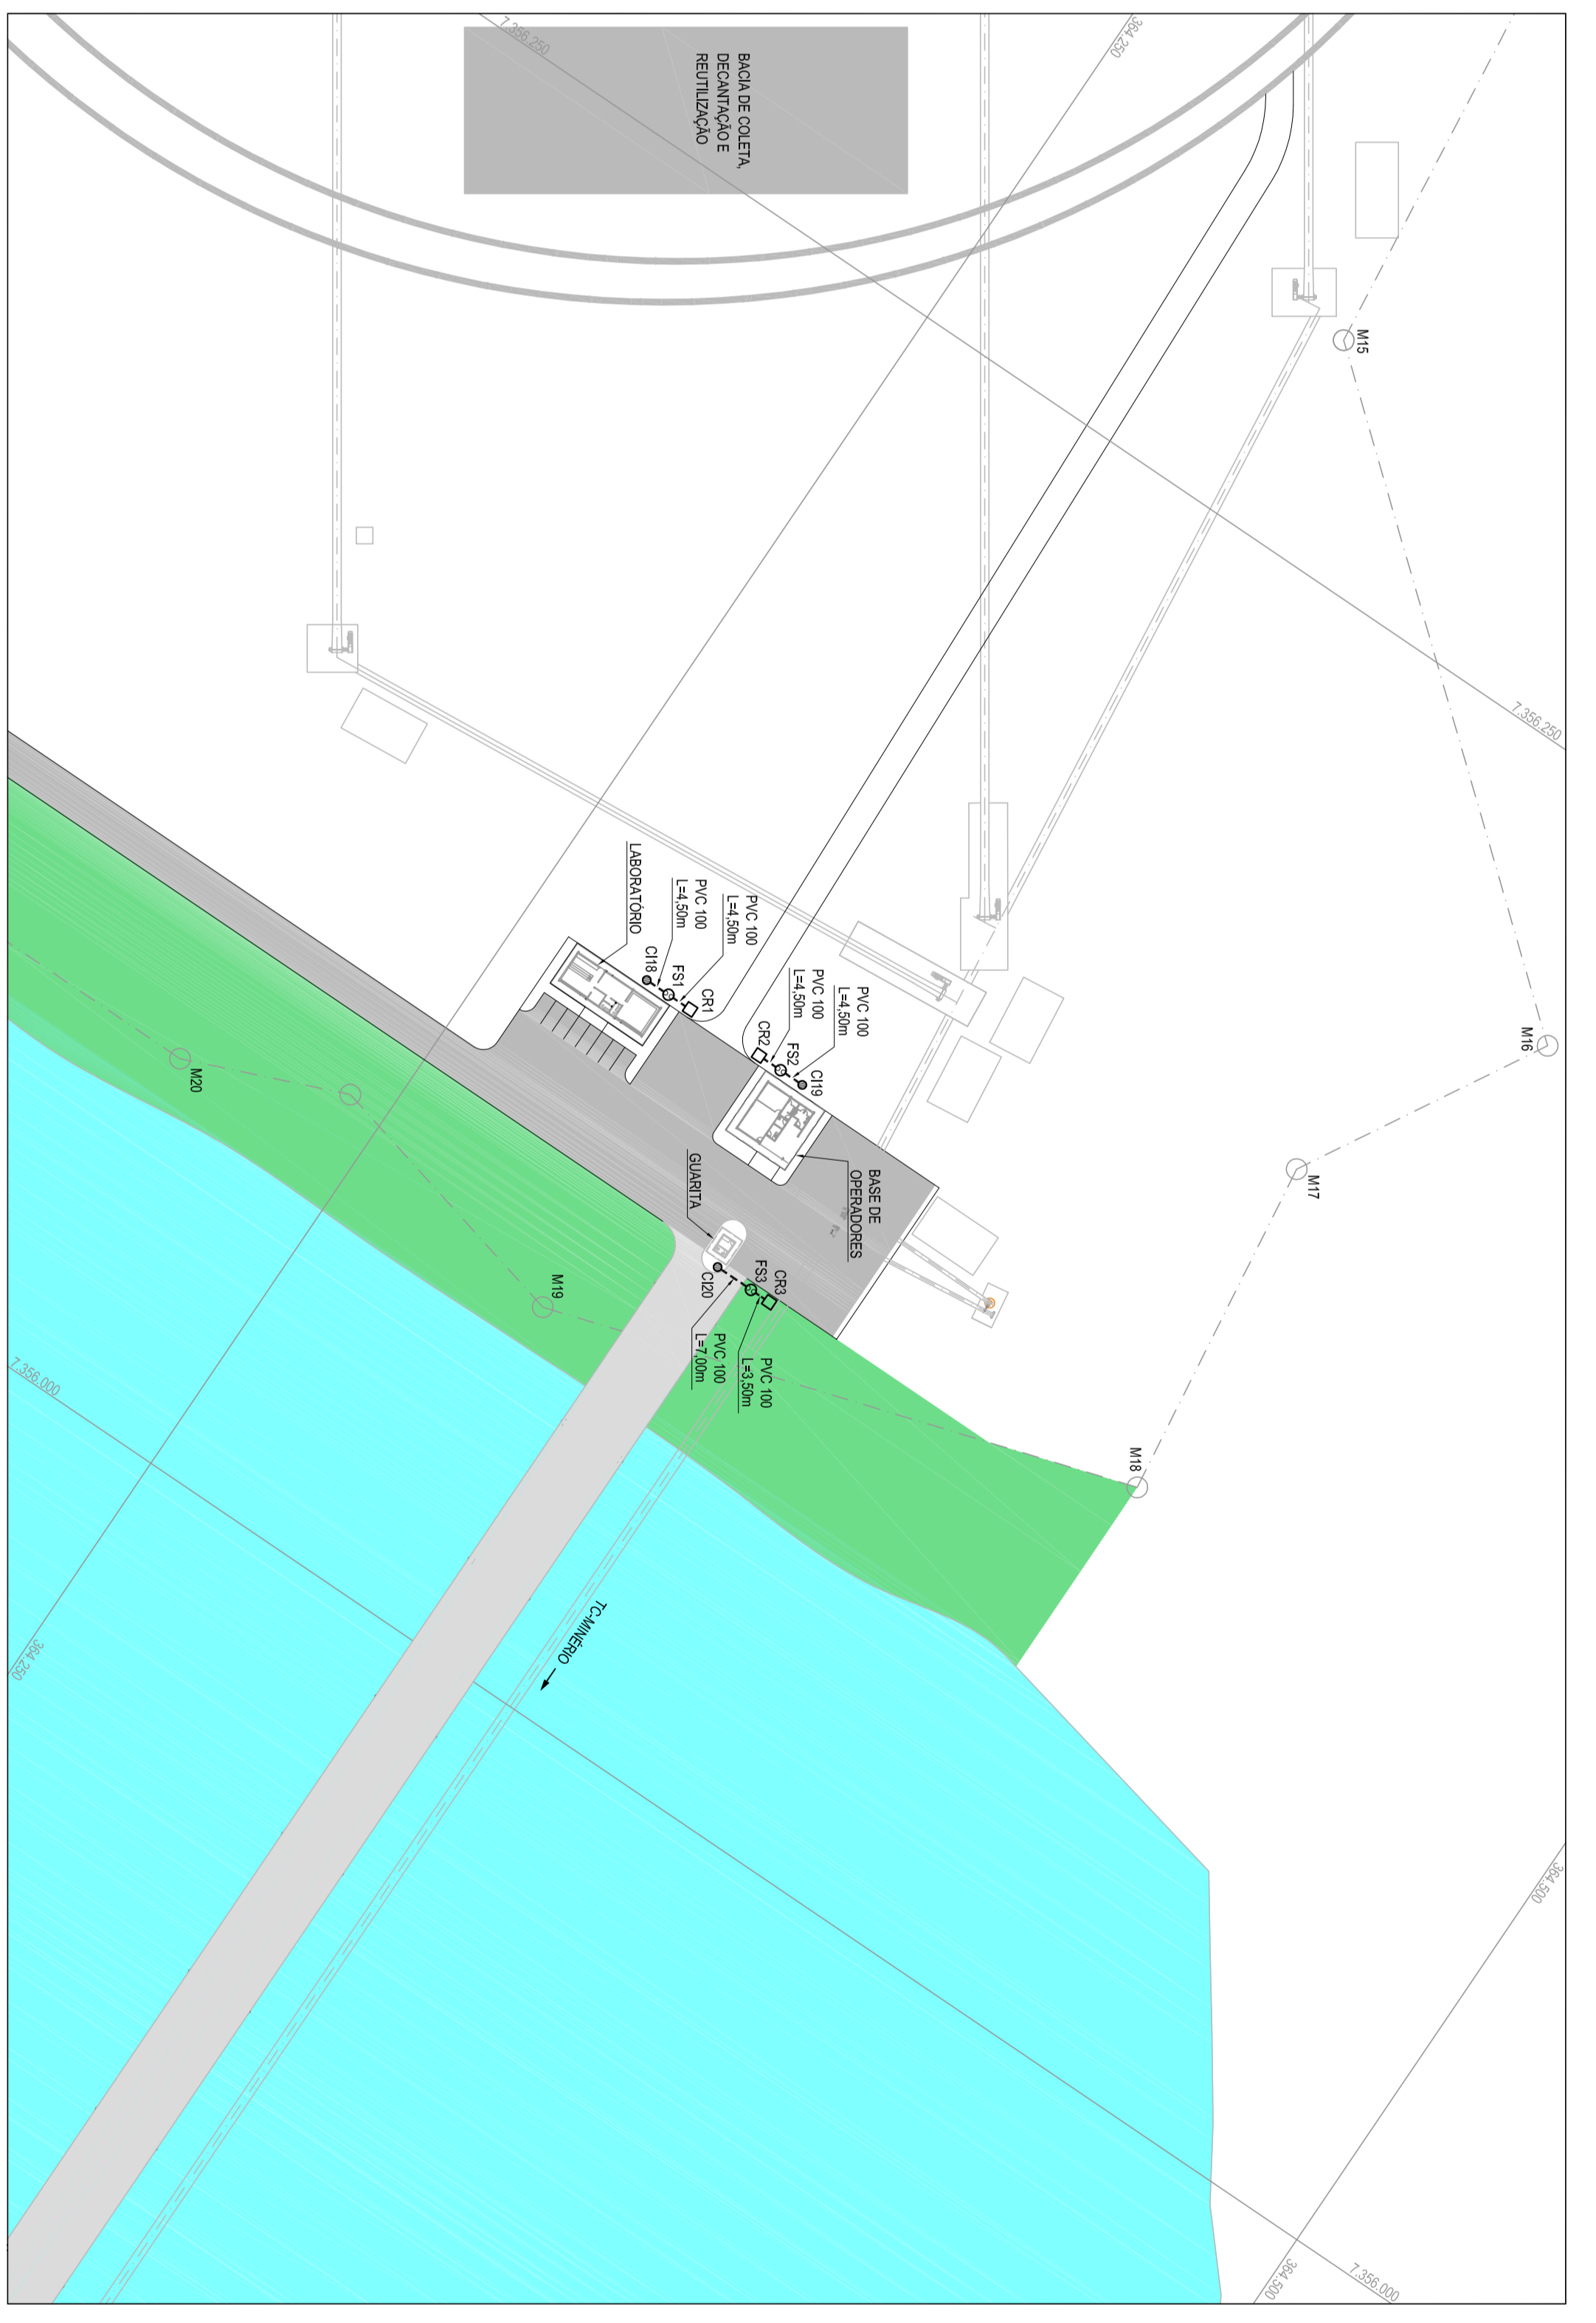 7.356.250
364.250
BACIA DE COLETA,
DECANTAÇÃO E
REUTILIZAÇÃO
M15
7.356.250
M16
M17
LABORATÓRIO
PVC 100
L=4,50m
PVC 100
L=4,50m
CI18
FS1
CR1
PVC 100
L=4,50m
PVC 100
L=4,50m
CR2
FS2
CI19
BASE DE
OPERADORES
GUARITA
M20
M19
CI20
FS3
CR3
PVC 100
L=7,00m
PVC 100
L=3,50m
M18
7.356.000
364.250
TC-MINÉRIO
364.500
364.500
7.356.000